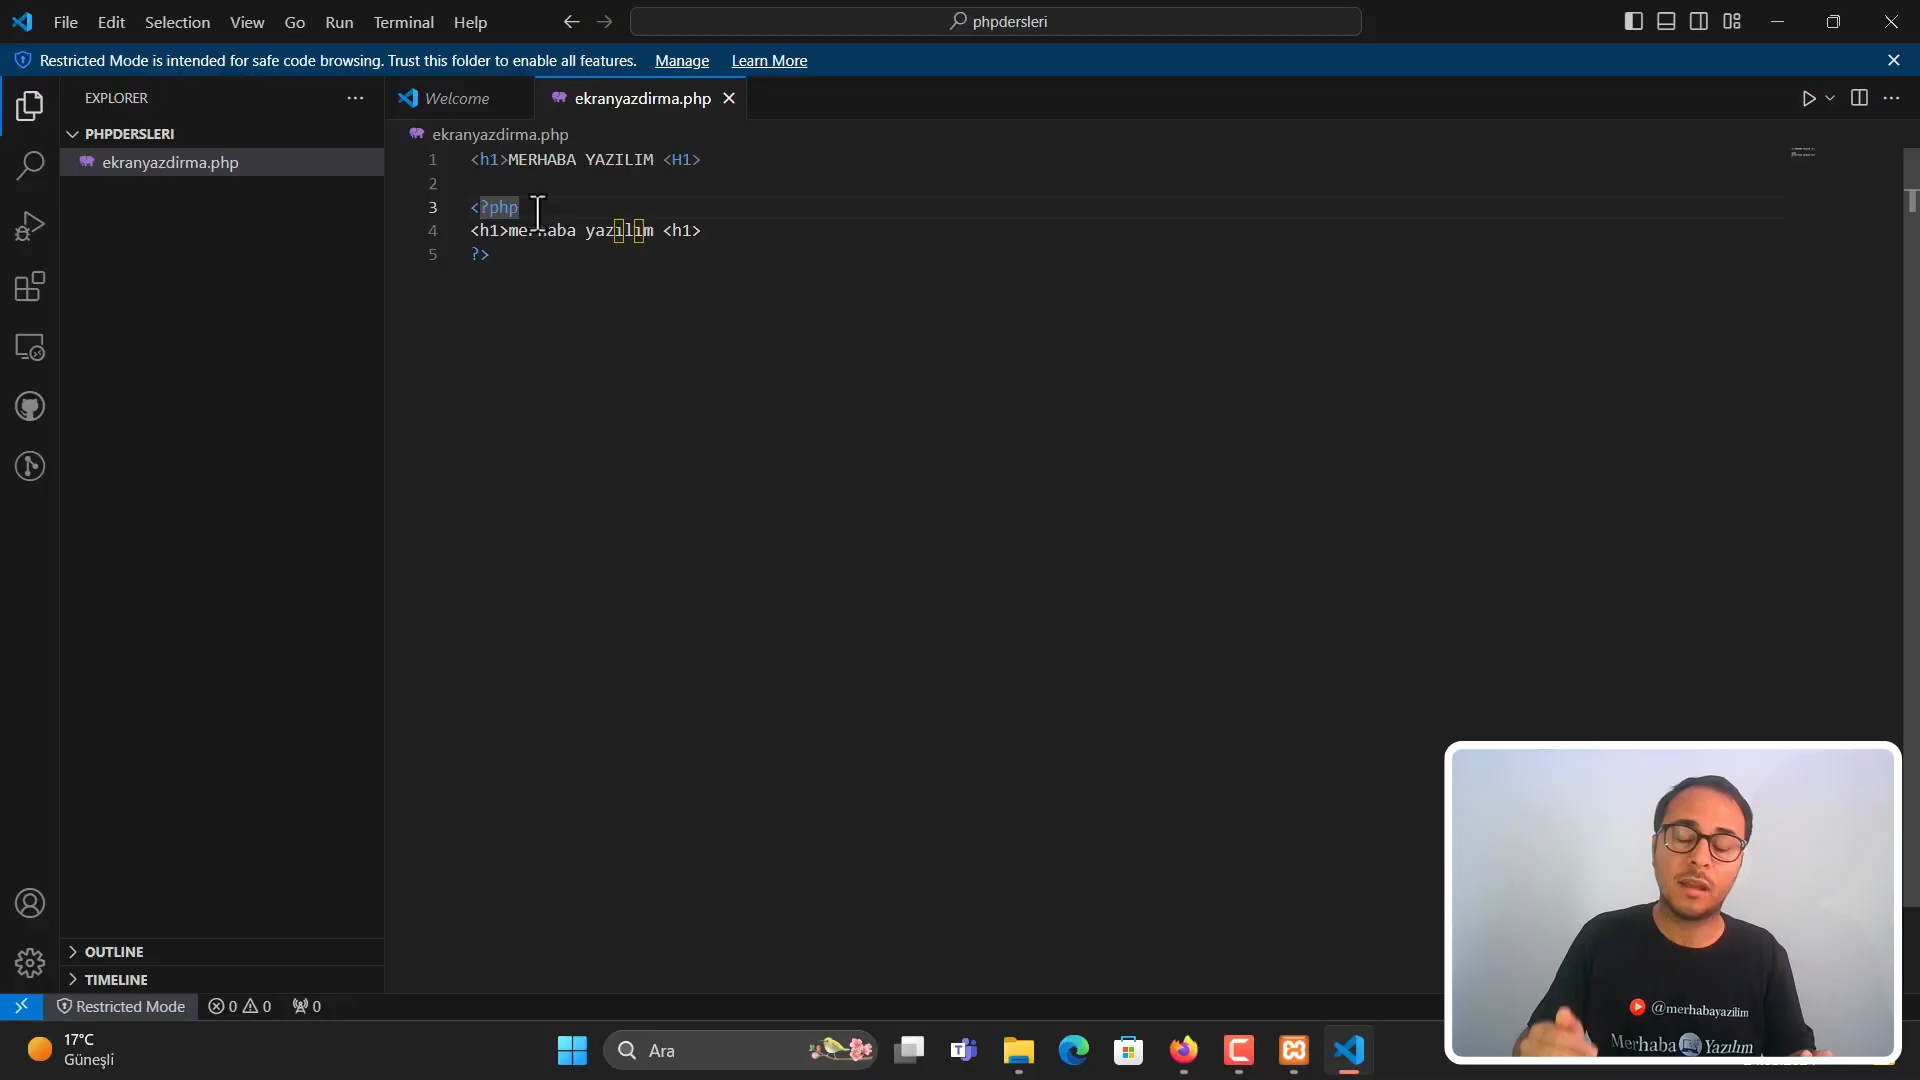 File Edit Selection View Go Run Terminal Help
phpdersleri
Restricted Mode is intended for safe code browsing. Trust this folder to enable all features. Manage Learn More
EXPLORER
PHPDERSLERI
ekranyazdirma.php
OUTLINE
TIMELINE
Welcome
ekranyazdirma.php
ekranyazdirma.php
1 <h1>MERHABA YAZILIM <H1>
2
3 <?php
4 <h1>merhaba yazılım <h1>
5 ?>
@merhabayazilim
Merhaba Yazılım
Restricted Mode 0 0 0
17°C
Güneşli
Ara